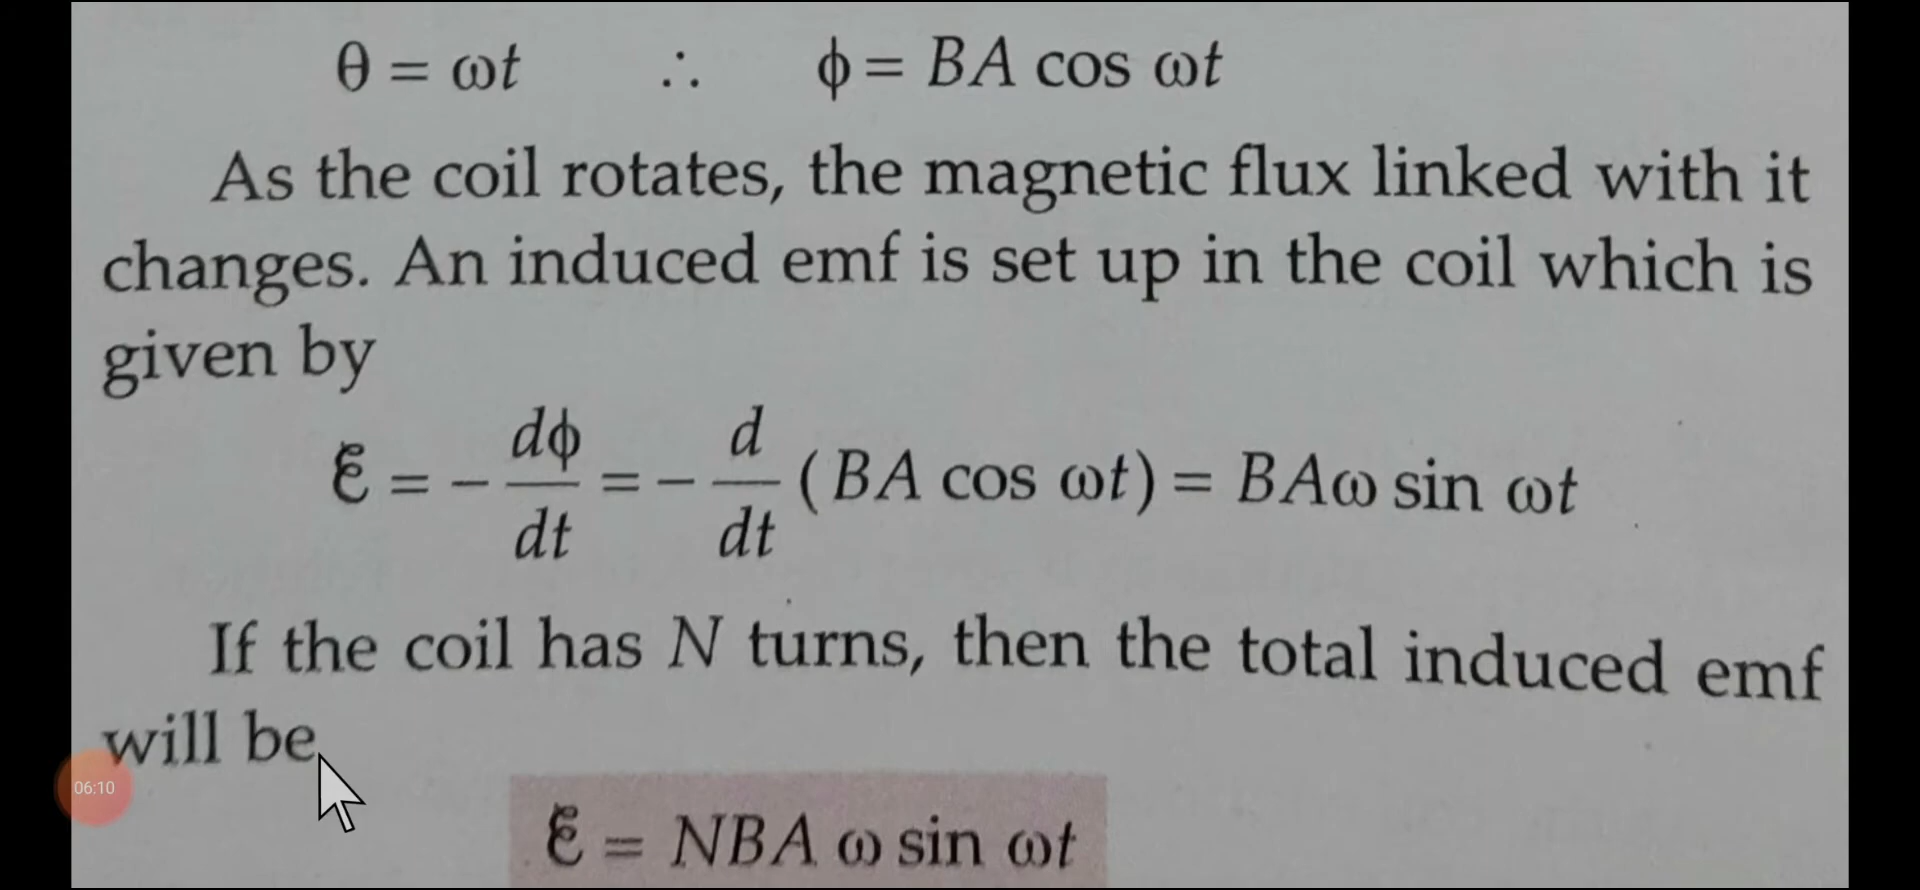 θ = ωt ∴ ϕ = BA cos ωt
As the coil rotates, the magnetic flux linked with it
changes. An induced emf is set up in the coil which is
given by
ℰ = - dϕ/dt = - d/dt (BA cos ωt) = BAω sin ωt
If the coil has N turns, then the total induced emf
will be
06:10
ℰ = NBA ω sin ωt